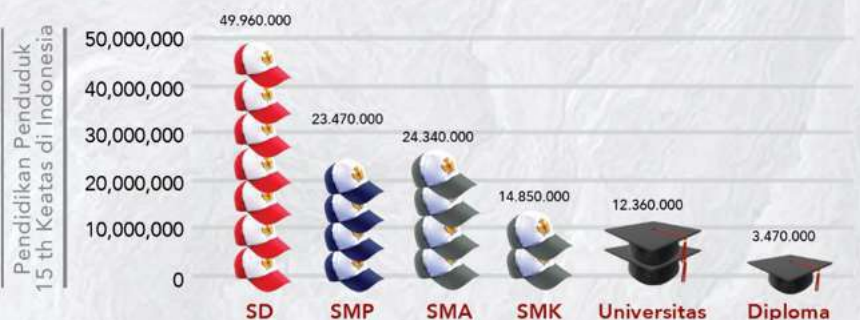 Pendidikan Penduduk
15 th Keatas di Indonesia
50,000,000
40,000,000
30,000,000
20,000,000
10,000,000
0
49.960.000
23.470.000
24.340.000
14.850.000
12.360.000
3.470.000
SD
SMP
SMA
SMK
Universitas
Diploma